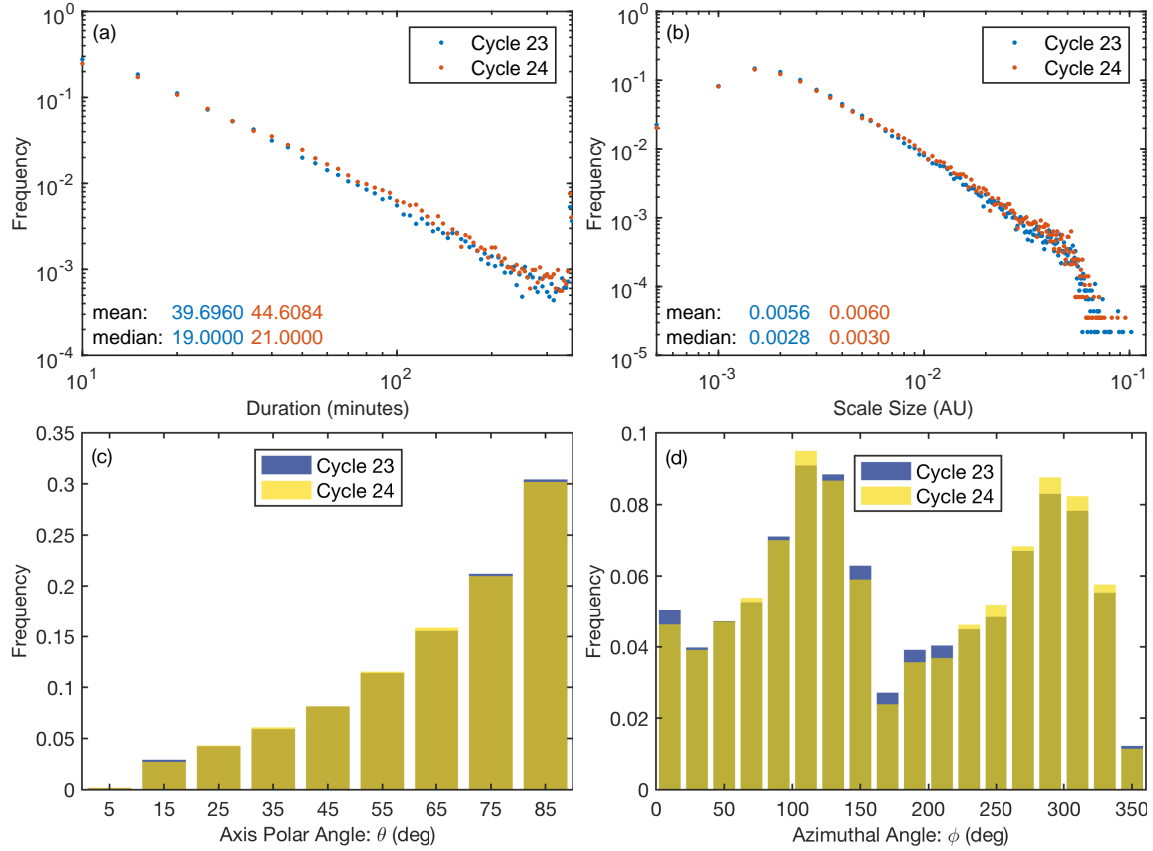 (a)
Cycle 23
Cycle 24
10^0
10^-1
10^-2
10^-3
10^-4
Frequency
mean: 39.6960 44.6084
median: 19.0000 21.0000
10^1 10^2
Duration (minutes)
(b)
Cycle 23
Cycle 24
10^0
10^-1
10^-2
10^-3
10^-4
10^-5
Frequency
mean: 0.0056 0.0060
median: 0.0028 0.0030
10^-3 10^-2 10^-1
Scale Size (AU)
(c)
Cycle 23
Cycle 24
0.35
0.3
0.25
0.2
0.15
0.1
0.05
0
Frequency
5 15 25 35 45 55 65 75 85
Axis Polar Angle: θ (deg)
(d)
Cycle 23
Cycle 24
0.1
0.08
0.06
0.04
0.02
0
Frequency
0 50 100 150 200 250 300 350
Azimuthal Angle: ϕ (deg)